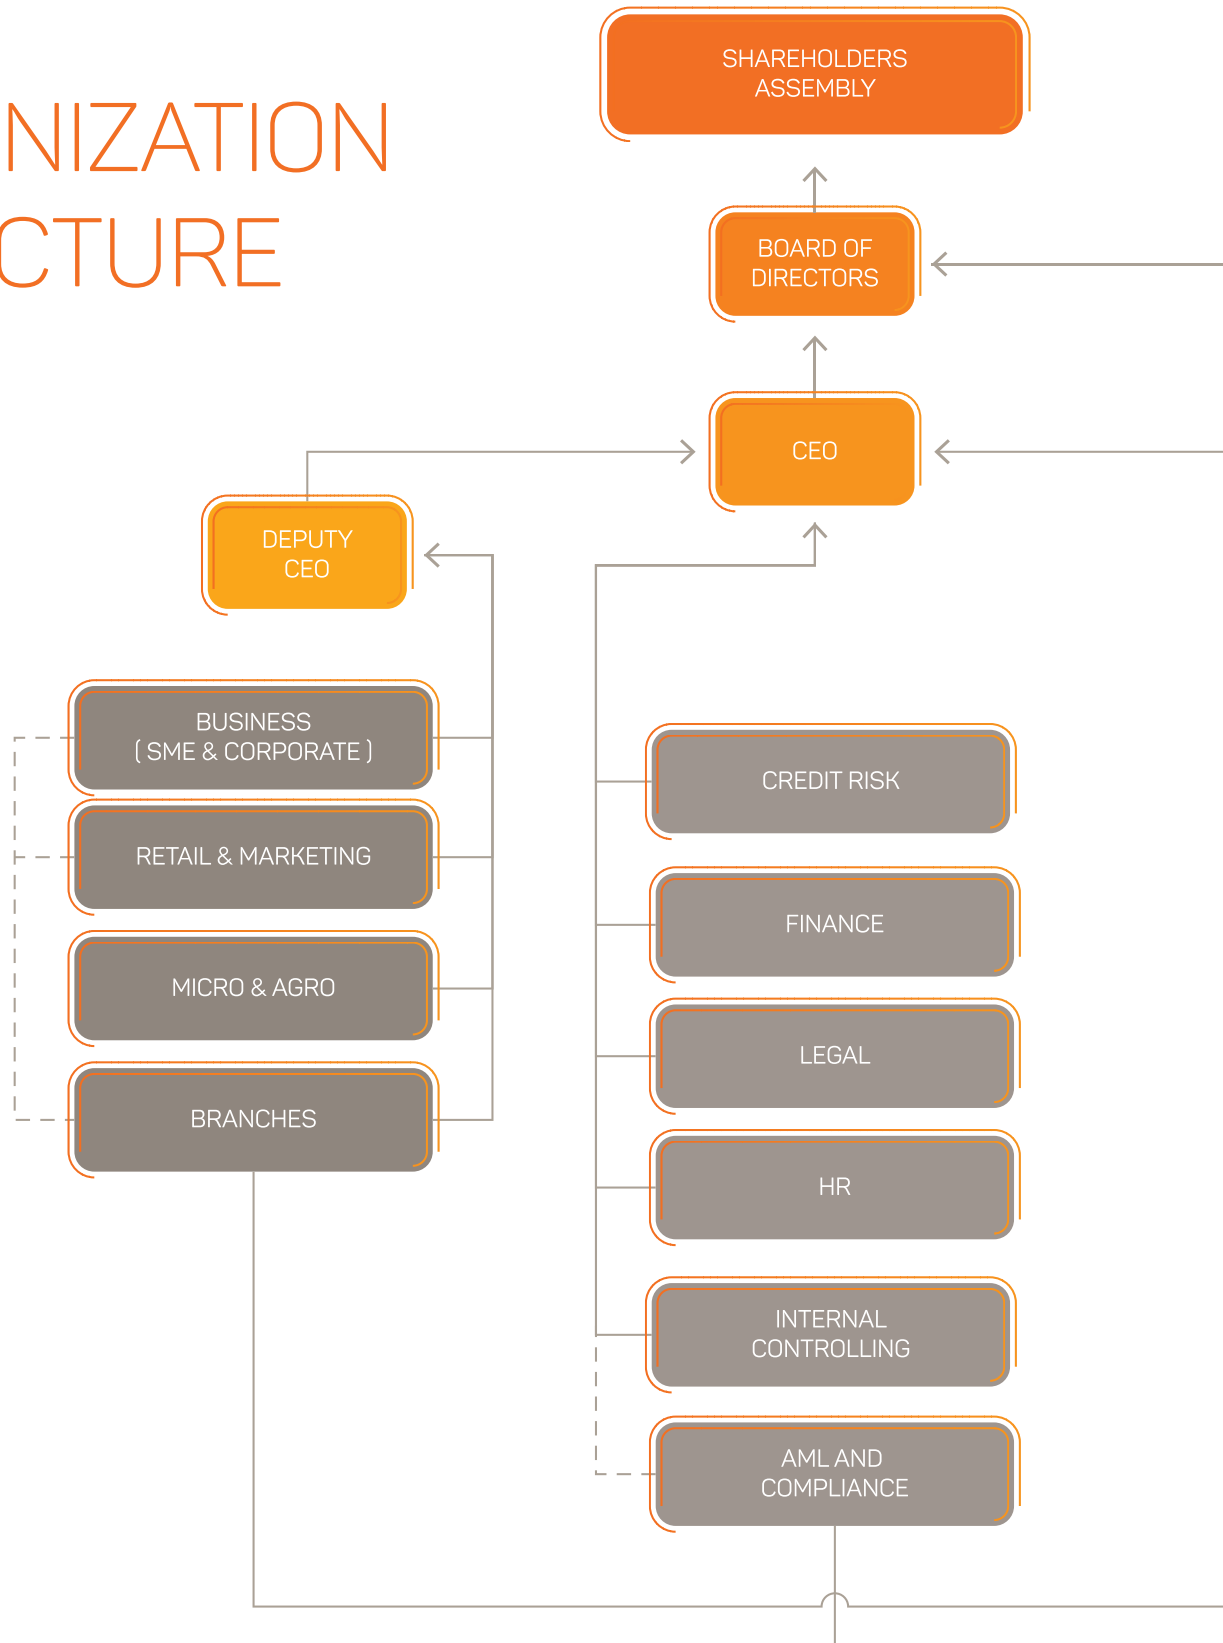 NIZATION
CTURE
SHAREHOLDERS
ASSEMBLY
BOARD OF
DIRECTORS
CEO
DEPUTY
CEO
BUSINESS
( SME & CORPORATE )
RETAIL & MARKETING
MICRO & AGRO
BRANCHES
CREDIT RISK
FINANCE
LEGAL
HR
INTERNAL
CONTROLLING
AML AND
COMPLIANCE